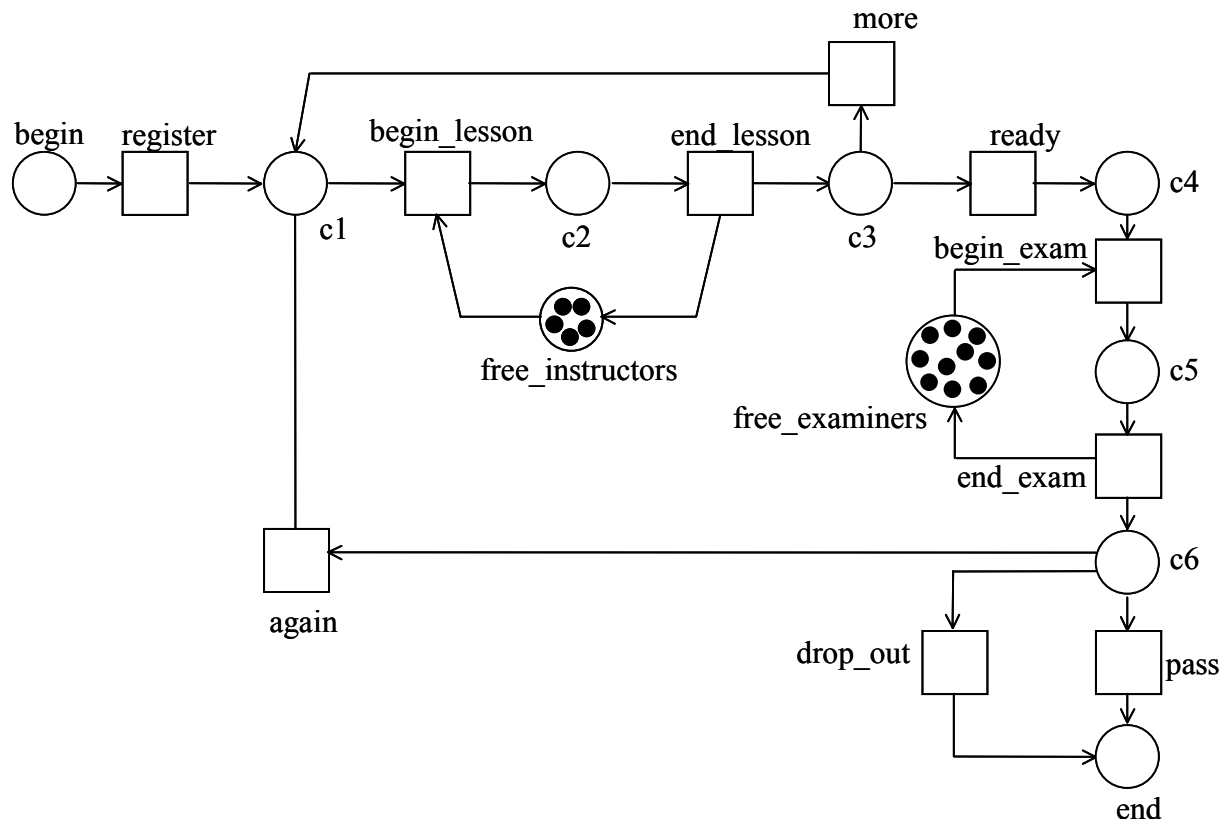 more
begin
register
begin_lesson
end_lesson
ready
c1
c2
c3
c4
begin_exam
free_instructors
c5
free_examiners
end_exam
c6
again
drop_out
pass
end